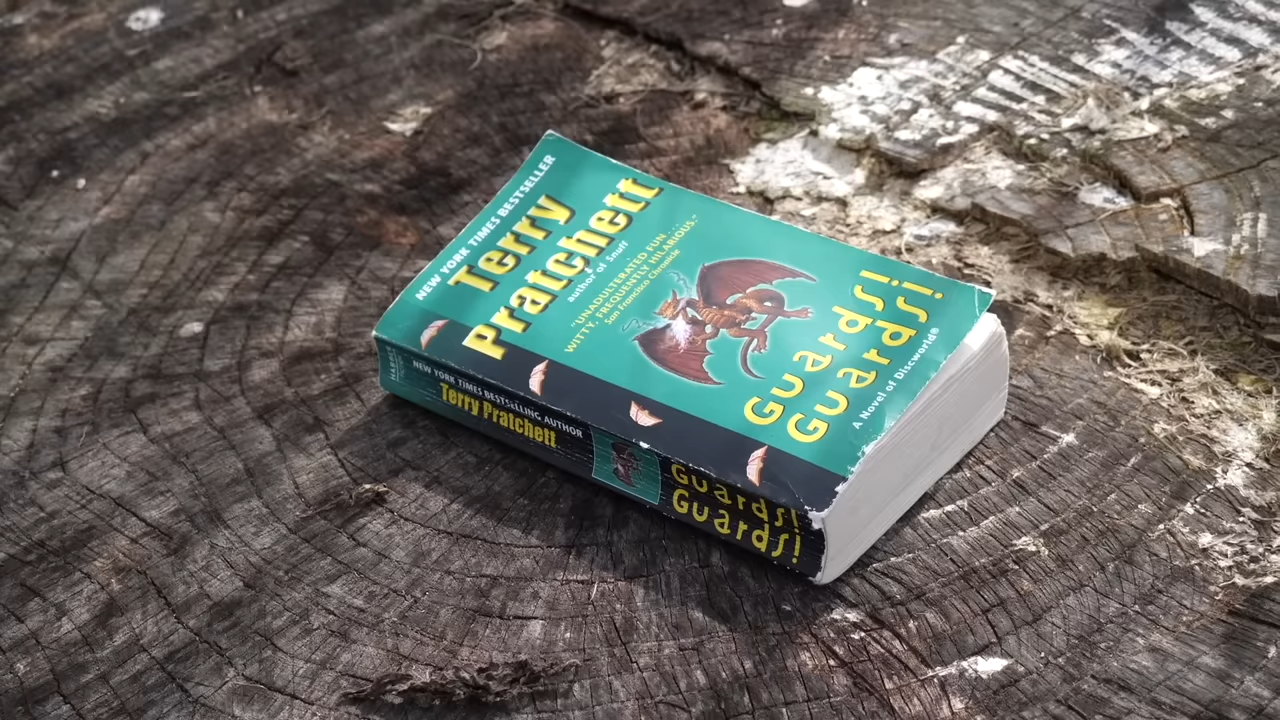 NEW YORK TIMES BESTSELLER
Terry
Pratchett
author of Snuff
"UNADULTERATED FUN . . .
WITTY, FREQUENTLY HILARIOUS."
San Francisco Chronicle
Guards!
Guards!
A Novel of Discworld®
NEW YORK TIMES BESTSELLING AUTHOR
Terry Pratchett
Guards!
Guards!